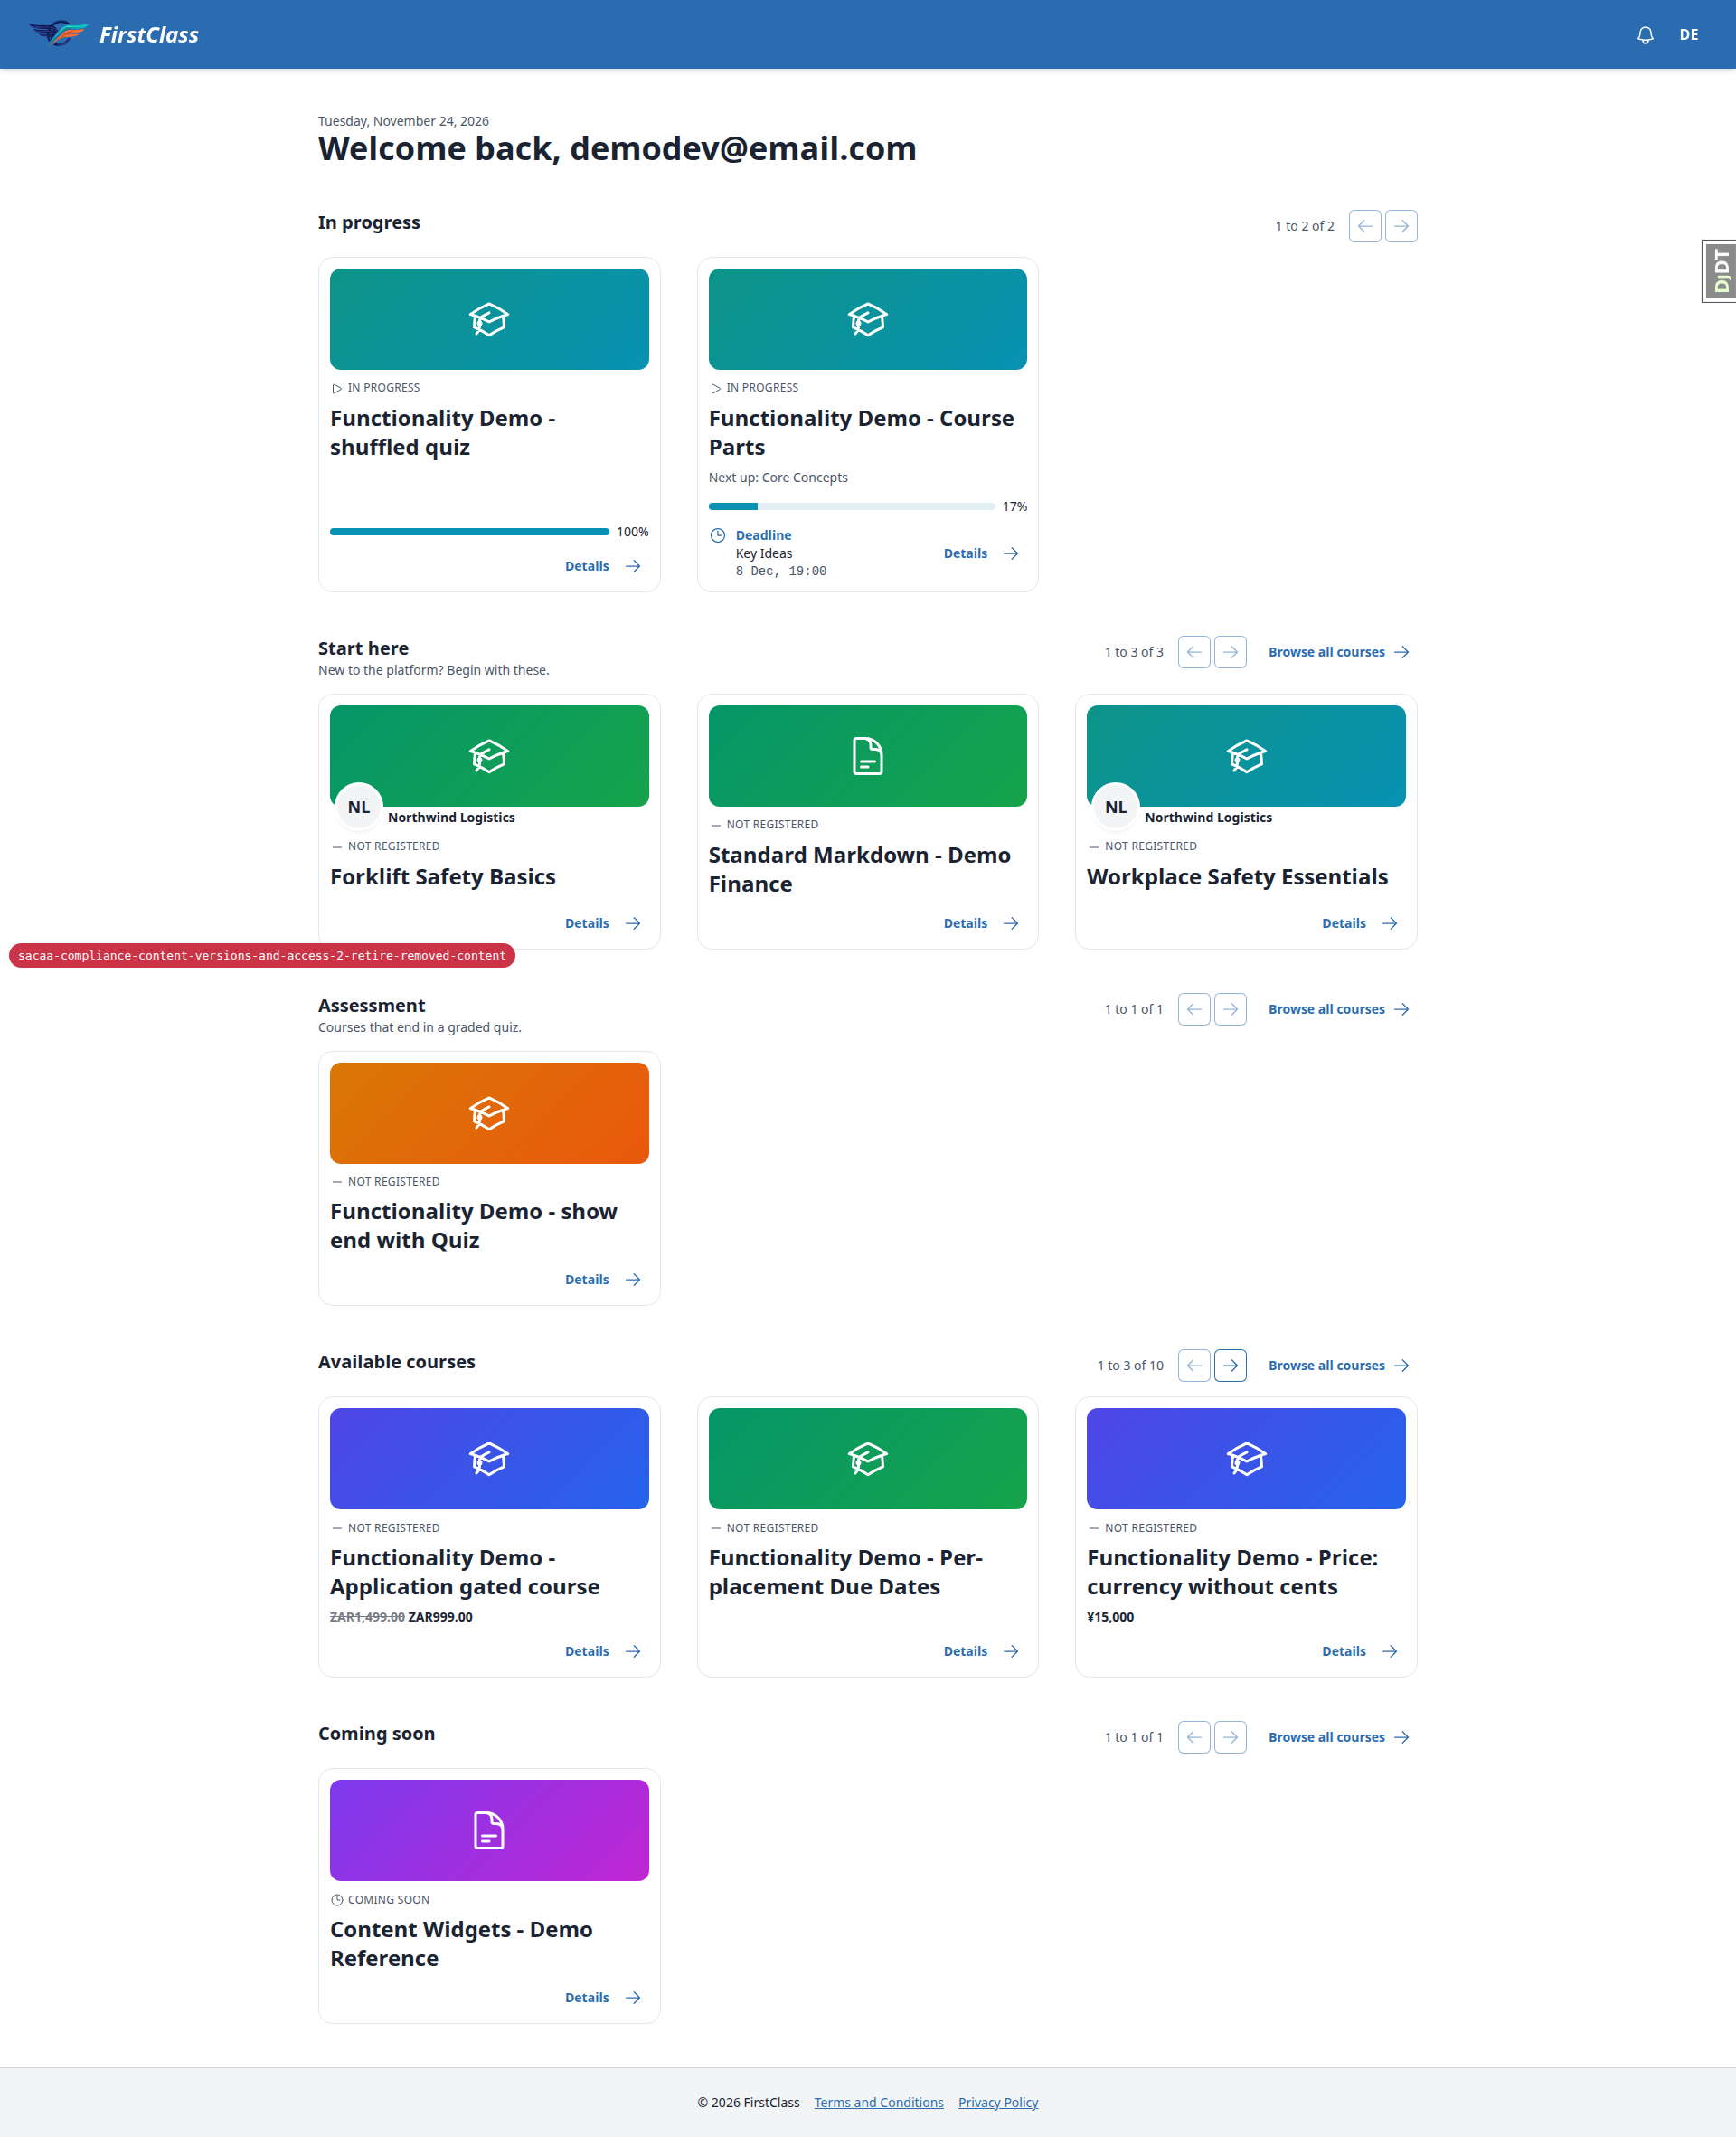 FirstClass
DE
Tuesday, November 24, 2026
Welcome back, demodev@email.com
In progress
1 to 2 of 2
DjDT
IN PROGRESS
Functionality Demo -
shuffled quiz
100%
Details
IN PROGRESS
Functionality Demo - Course
Parts
Next up: Core Concepts
17%
Deadline
Key Ideas
8 Dec, 19:00
Details
Start here
New to the platform? Begin with these.
1 to 3 of 3
Browse all courses
NL
Northwind Logistics
NOT REGISTERED
Forklift Safety Basics
Details
NOT REGISTERED
Standard Markdown - Demo
Finance
Details
NL
Northwind Logistics
NOT REGISTERED
Workplace Safety Essentials
Details
sacaa-compliance-content-versions-and-access-2-retire-removed-content
Assessment
Courses that end in a graded quiz.
1 to 1 of 1
Browse all courses
NOT REGISTERED
Functionality Demo - show
end with Quiz
Details
Available courses
1 to 3 of 10
Browse all courses
NOT REGISTERED
Functionality Demo -
Application gated course
ZAR1,499.00 ZAR999.00
Details
NOT REGISTERED
Functionality Demo - Per-
placement Due Dates
Details
NOT REGISTERED
Functionality Demo - Price:
currency without cents
¥15,000
Details
Coming soon
1 to 1 of 1
Browse all courses
COMING SOON
Content Widgets - Demo
Reference
Details
© 2026 FirstClass Terms and Conditions Privacy Policy